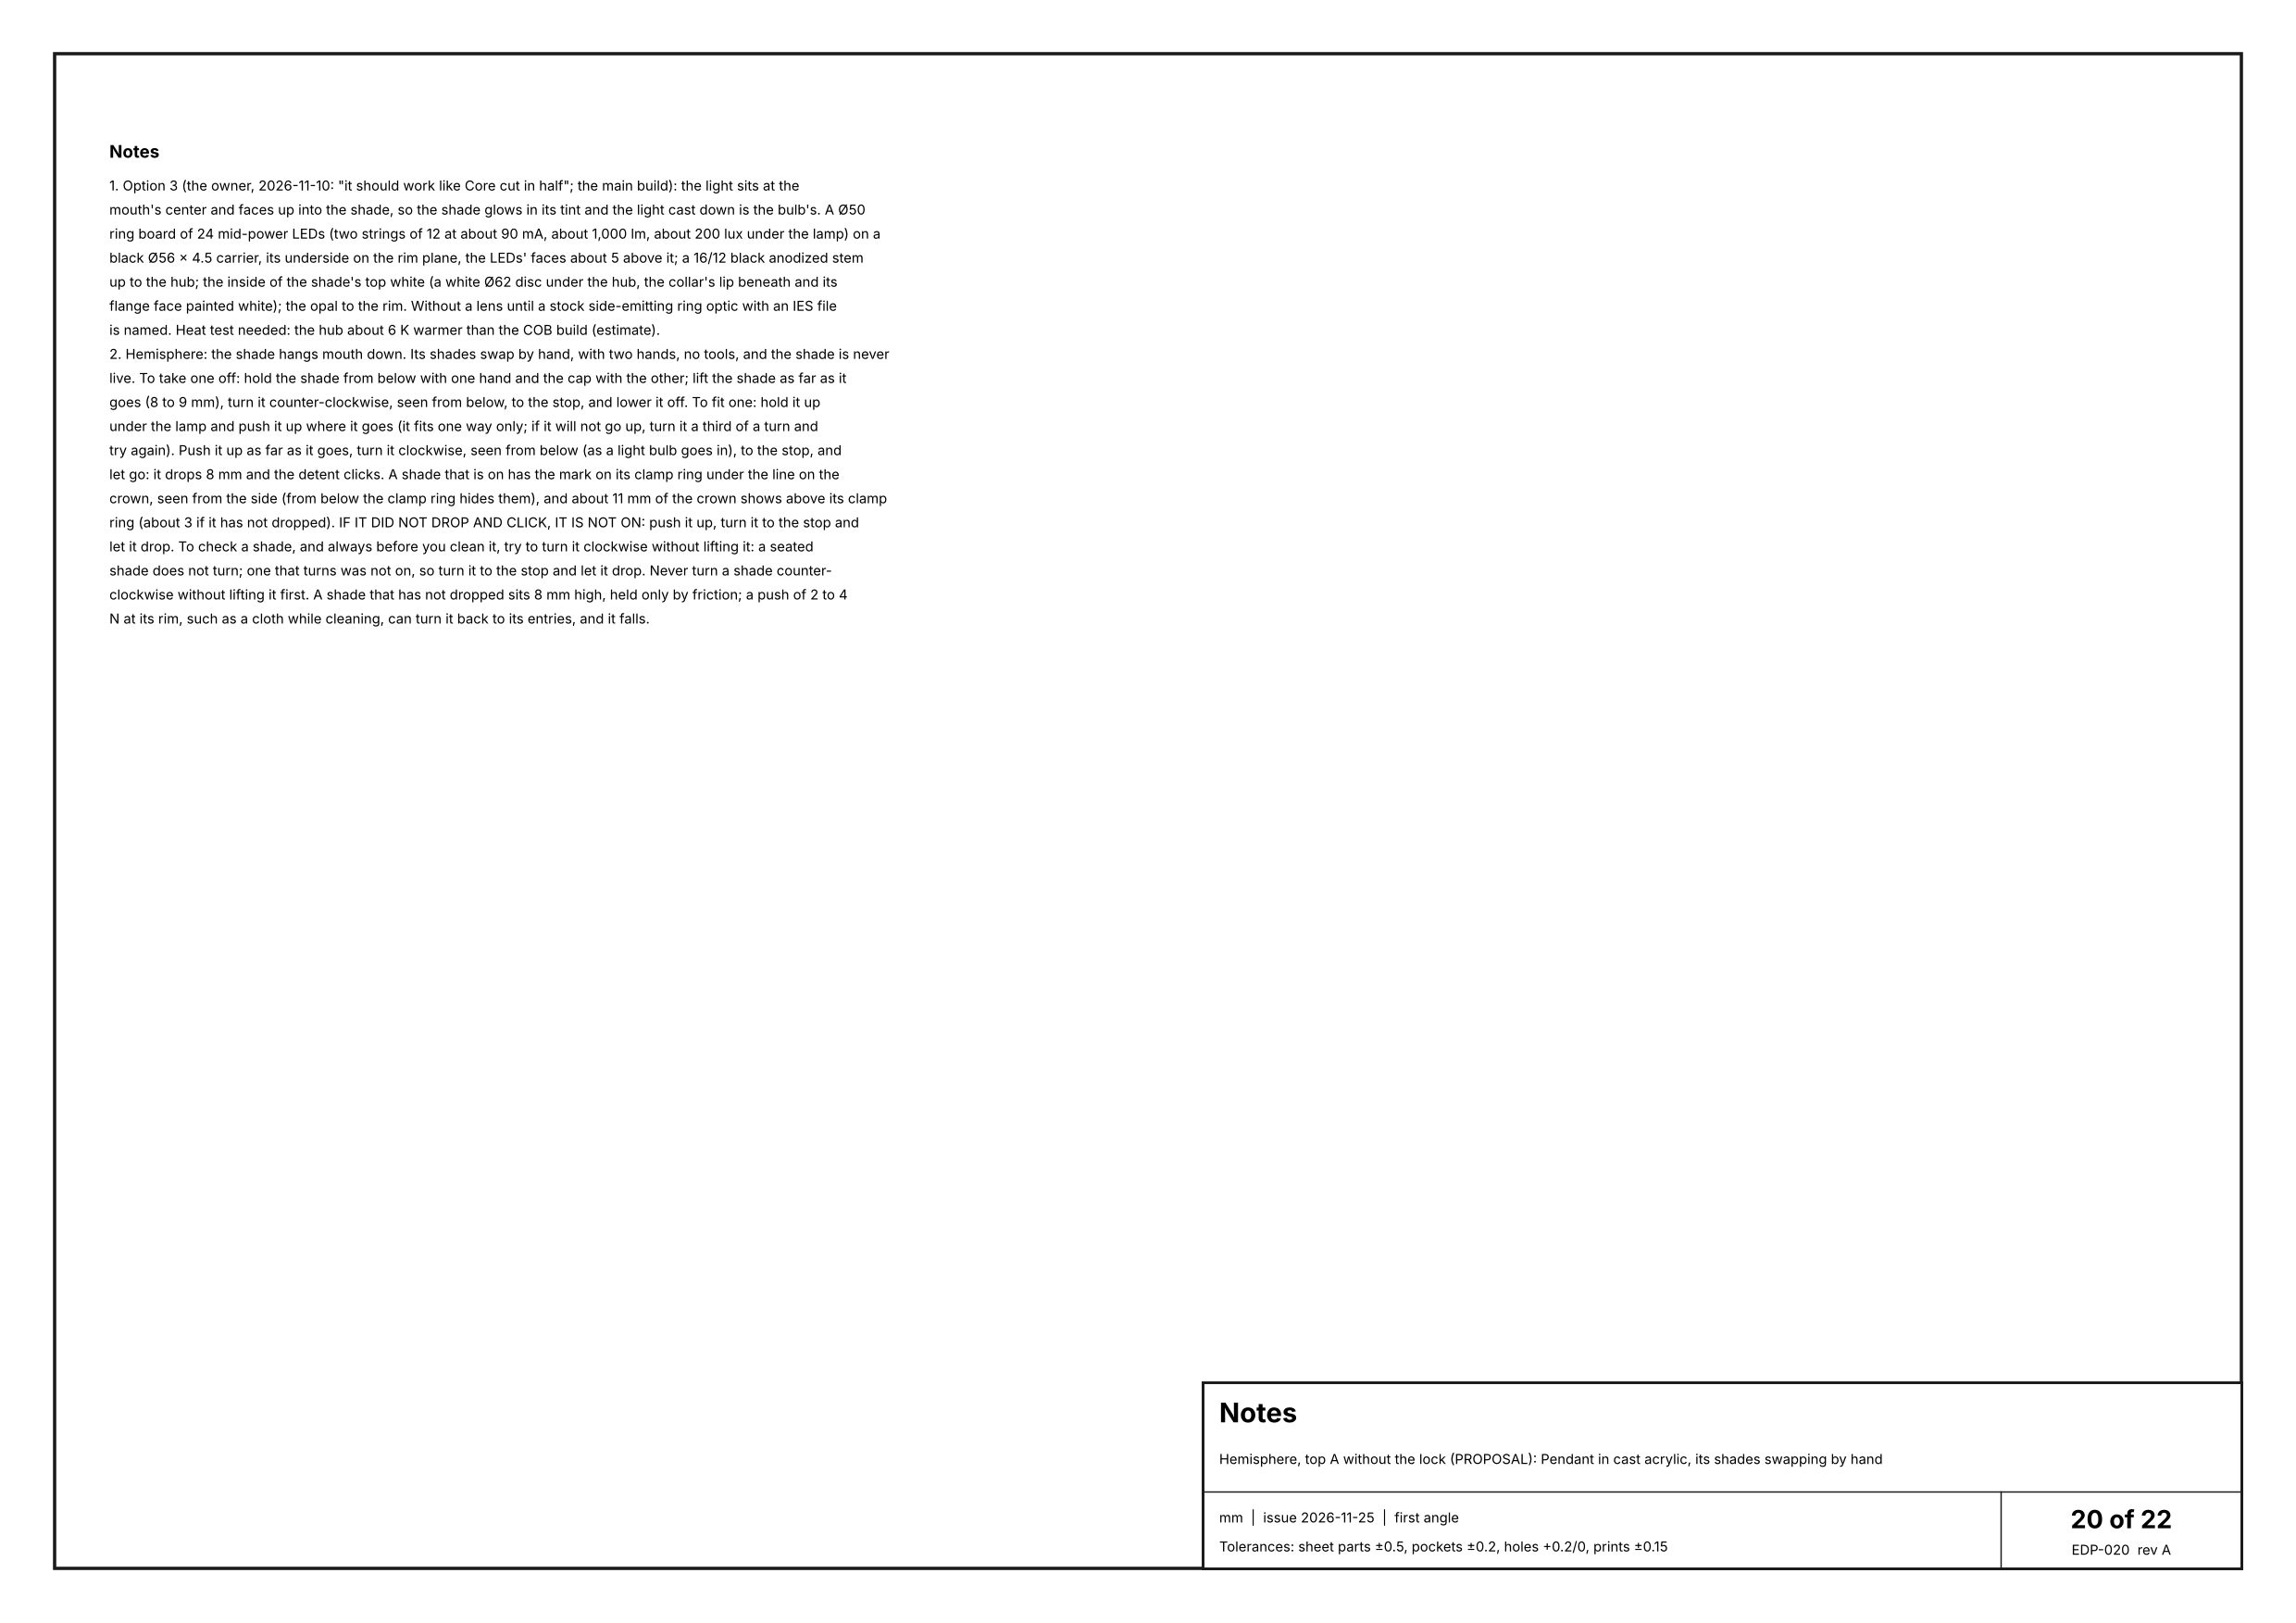 Notes
1. Option 3 (the owner, 2026-11-10: "it should work like Core cut in half"; the main build): the light sits at the
mouth's center and faces up into the shade, so the shade glows in its tint and the light cast down is the bulb's. A Ø50
ring board of 24 mid-power LEDs (two strings of 12 at about 90 mA, about 1,000 lm, about 200 lux under the lamp) on a
black Ø56 × 4.5 carrier, its underside on the rim plane, the LEDs' faces about 5 above it; a 16/12 black anodized stem
up to the hub; the inside of the shade's top white (a white Ø62 disc under the hub, the collar's lip beneath and its
flange face painted white); the opal to the rim. Without a lens until a stock side-emitting ring optic with an IES file
is named. Heat test needed: the hub about 6 K warmer than the COB build (estimate).
2. Hemisphere: the shade hangs mouth down. Its shades swap by hand, with two hands, no tools, and the shade is never
live. To take one off: hold the shade from below with one hand and the cap with the other; lift the shade as far as it
goes (8 to 9 mm), turn it counter-clockwise, seen from below, to the stop, and lower it off. To fit one: hold it up
under the lamp and push it up where it goes (it fits one way only; if it will not go up, turn it a third of a turn and
try again). Push it up as far as it goes, turn it clockwise, seen from below (as a light bulb goes in), to the stop, and
let go: it drops 8 mm and the detent clicks. A shade that is on has the mark on its clamp ring under the line on the
crown, seen from the side (from below the clamp ring hides them), and about 11 mm of the crown shows above its clamp
ring (about 3 if it has not dropped). IF IT DID NOT DROP AND CLICK, IT IS NOT ON: push it up, turn it to the stop and
let it drop. To check a shade, and always before you clean it, try to turn it clockwise without lifting it: a seated
shade does not turn; one that turns was not on, so turn it to the stop and let it drop. Never turn a shade counter-
clockwise without lifting it first. A shade that has not dropped sits 8 mm high, held only by friction; a push of 2 to 4
N at its rim, such as a cloth while cleaning, can turn it back to its entries, and it falls.
Notes
Hemisphere, top A without the lock (PROPOSAL): Pendant in cast acrylic, its shades swapping by hand
mm | issue 2026-11-25 | first angle
Tolerances: sheet parts ±0.5, pockets ±0.2, holes +0.2/0, prints ±0.15
20 of 22
EDP-020 rev A